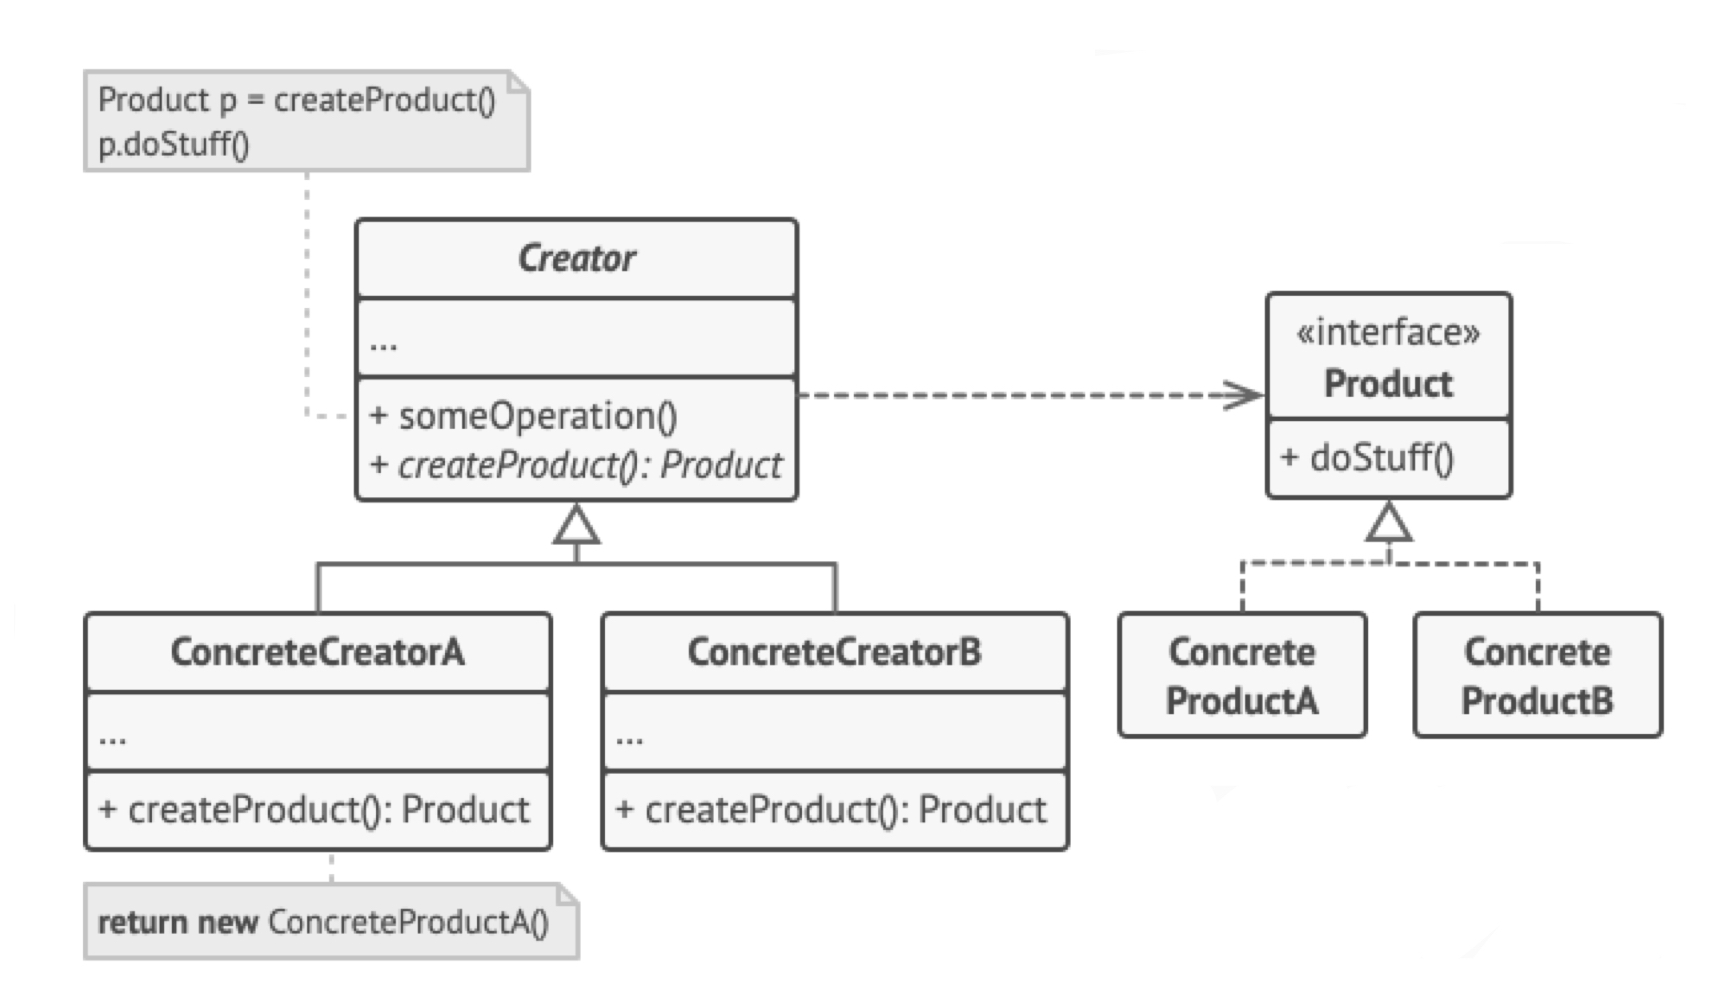 Product p = createProduct()
p.doStuff()
Creator
...
+ someOperation()
+ createProduct(): Product
«interface»
Product
+ doStuff()
ConcreteCreatorA
...
+ createProduct(): Product
ConcreteCreatorB
...
+ createProduct(): Product
Concrete
ProductA
Concrete
ProductB
return new ConcreteProductA()